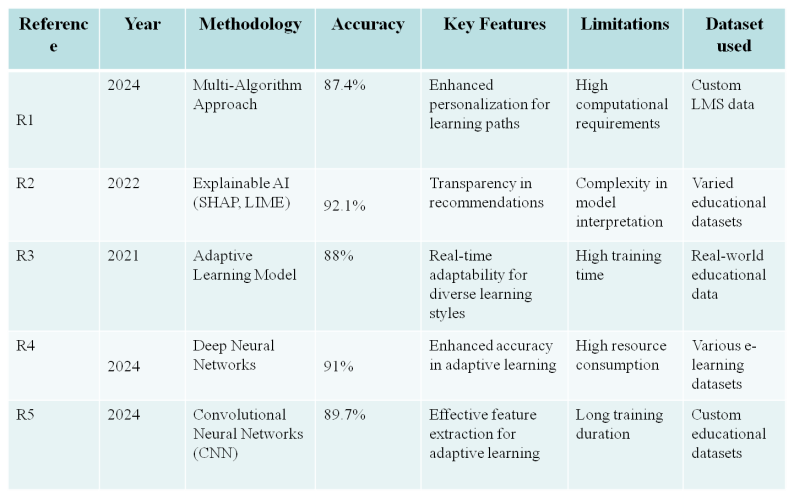 Referenc
e
Year
Methodology
Accuracy
Key Features
Limitations
Dataset
used
R1
2024
Multi-Algorithm
Approach
87.4%
Enhanced
personalization for
learning paths
High
computational
requirements
Custom
LMS data
R2
2022
Explainable AI
(SHAP, LIME)
92.1%
Transparency in
recommendations
Complexity in
model
interpretation
Varied
educational
datasets
R3
2021
Adaptive
Learning Model
88%
Real-time
adaptability for
diverse learning
styles
High training
time
Real-world
educational
data
R4
2024
Deep Neural
Networks
91%
Enhanced accuracy
in adaptive learning
High resource
consumption
Various e-
learning
datasets
R5
2024
Convolutional
Neural Networks
(CNN)
89.7%
Effective feature
extraction for
adaptive learning
Long training
duration
Custom
educational
datasets